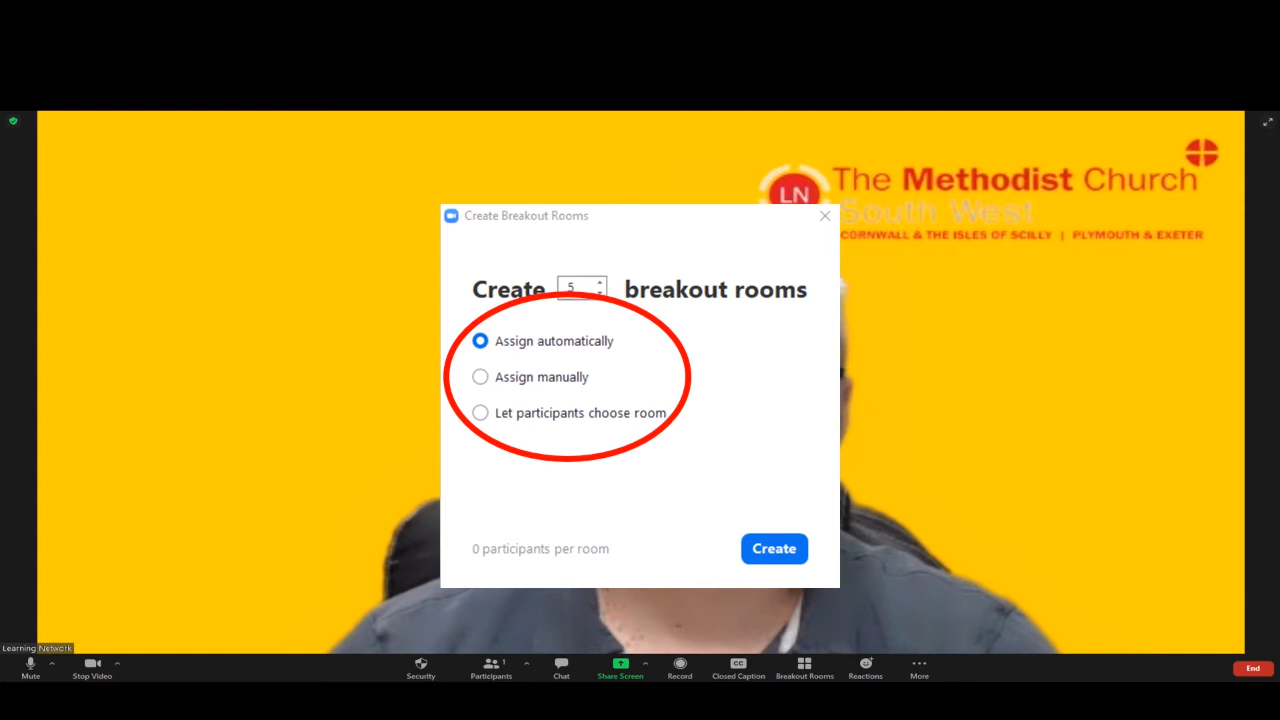 The Methodist Church
LN
South West
CORNWALL & THE ISLES OF SCILLY | PLYMOUTH & EXETER
Create Breakout Rooms
Create 5 breakout rooms
Assign automatically
Assign manually
Let participants choose room
0 participants per room
Create
Learning Network
Mute
Stop Video
Security
Participants 1
Chat
Share Screen
Record
CC
Closed Caption
Breakout Rooms
Reactions
More
End